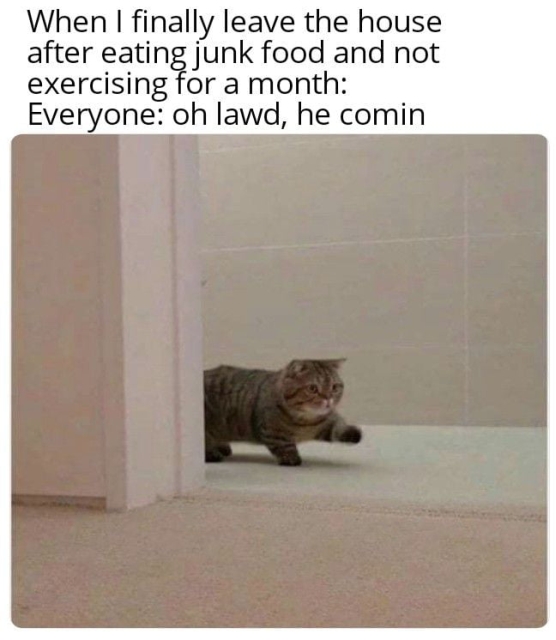 When I finally leave the house
after eating junk food and not
exercising for a month:
Everyone: oh lawd, he comin